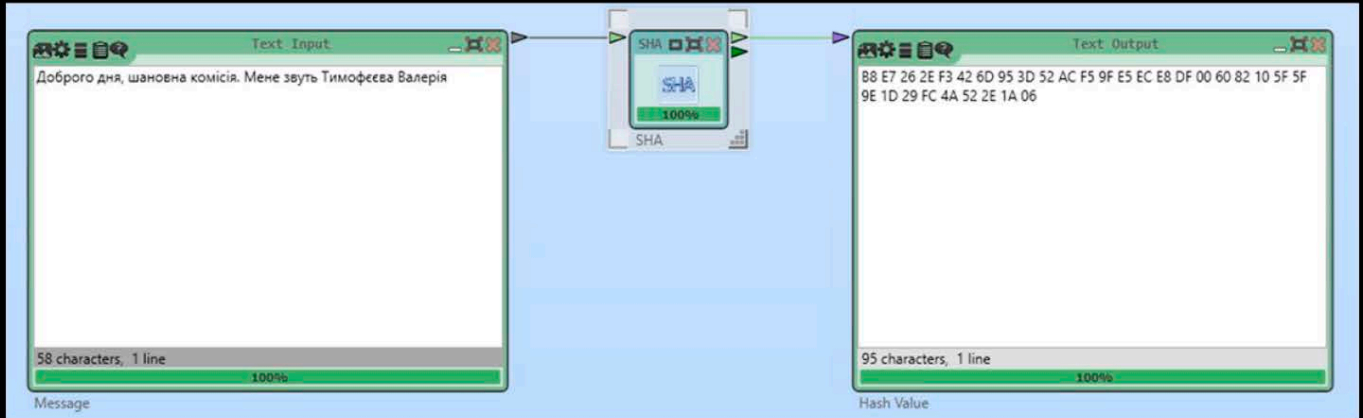 Text Input
Доброго дня, шановна комісія. Мене звуть Тимофєєва Валерія
58 characters, 1 line
100%
Message
SHA
SHA
100%
SHA
Text Output
B8 E7 26 2E F3 42 6D 95 3D 52 AC F5 9F E5 EC E8 DF 00 60 82 10 5F 5F
9E 1D 29 FC 4A 52 2E 1A 06
95 characters, 1 line
100%
Hash Value